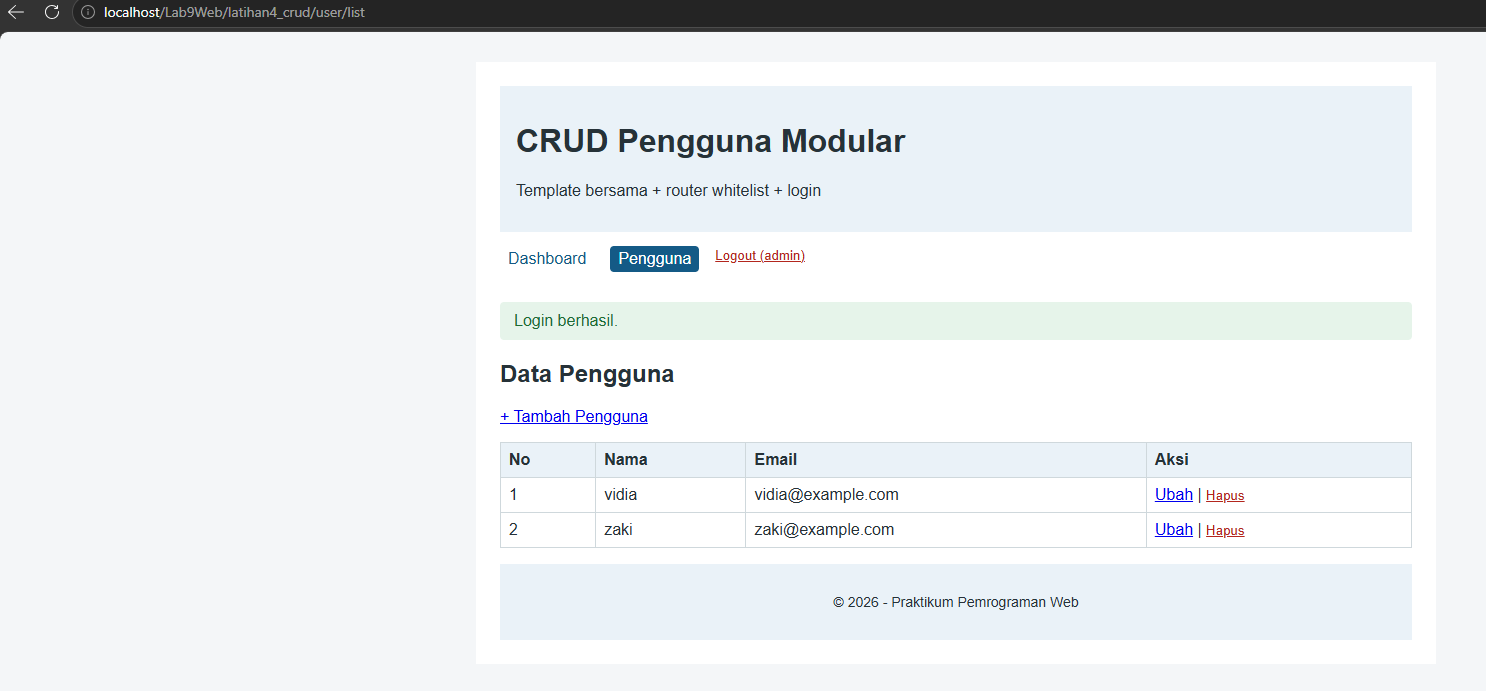 localhost/Lab9Web/latihan4_crud/user/list
CRUD Pengguna Modular
Template bersama + router whitelist + login
Dashboard Pengguna Logout (admin)
Login berhasil.
Data Pengguna
+ Tambah Pengguna
No Nama Email Aksi
1 vidia vidia@example.com Ubah | Hapus
2 zaki zaki@example.com Ubah | Hapus
© 2026 - Praktikum Pemrograman Web